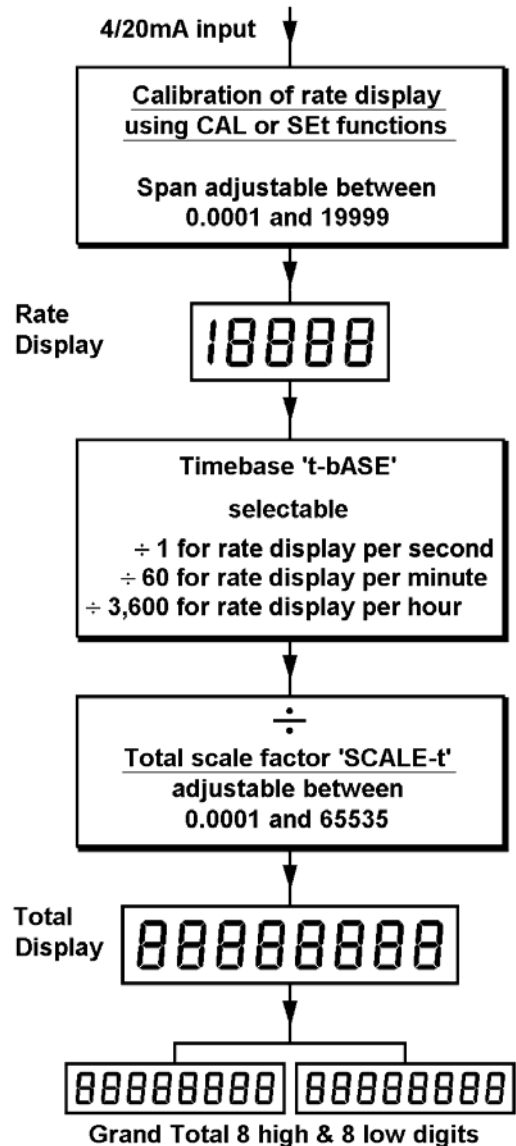 4/20mA input
Calibration of rate display
using CAL or SEt functions
Span adjustable between
0.0001 and 19999
Rate
Display
18888
Timebase 't-bASE'
selectable
÷ 1 for rate display per second
÷ 60 for rate display per minute
÷ 3,600 for rate display per hour
÷
Total scale factor 'SCALE-t'
adjustable between
0.0001 and 65535
Total
Display
88888888
88888888 88888888
Grand Total 8 high & 8 low digits